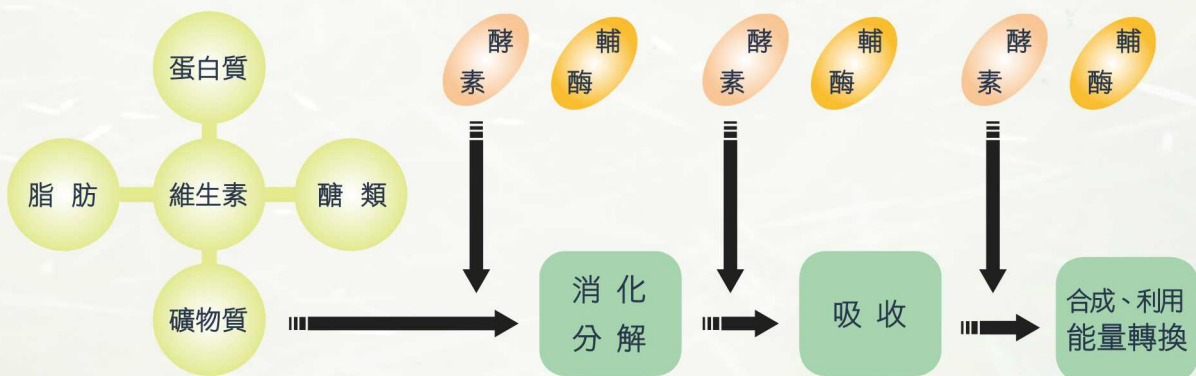 蛋白質
脂肪
維生素
醣類
礦物質
酵素
輔酶
酵素
輔酶
酵素
輔酶
消化
分解
吸收
合成、利用
能量轉換